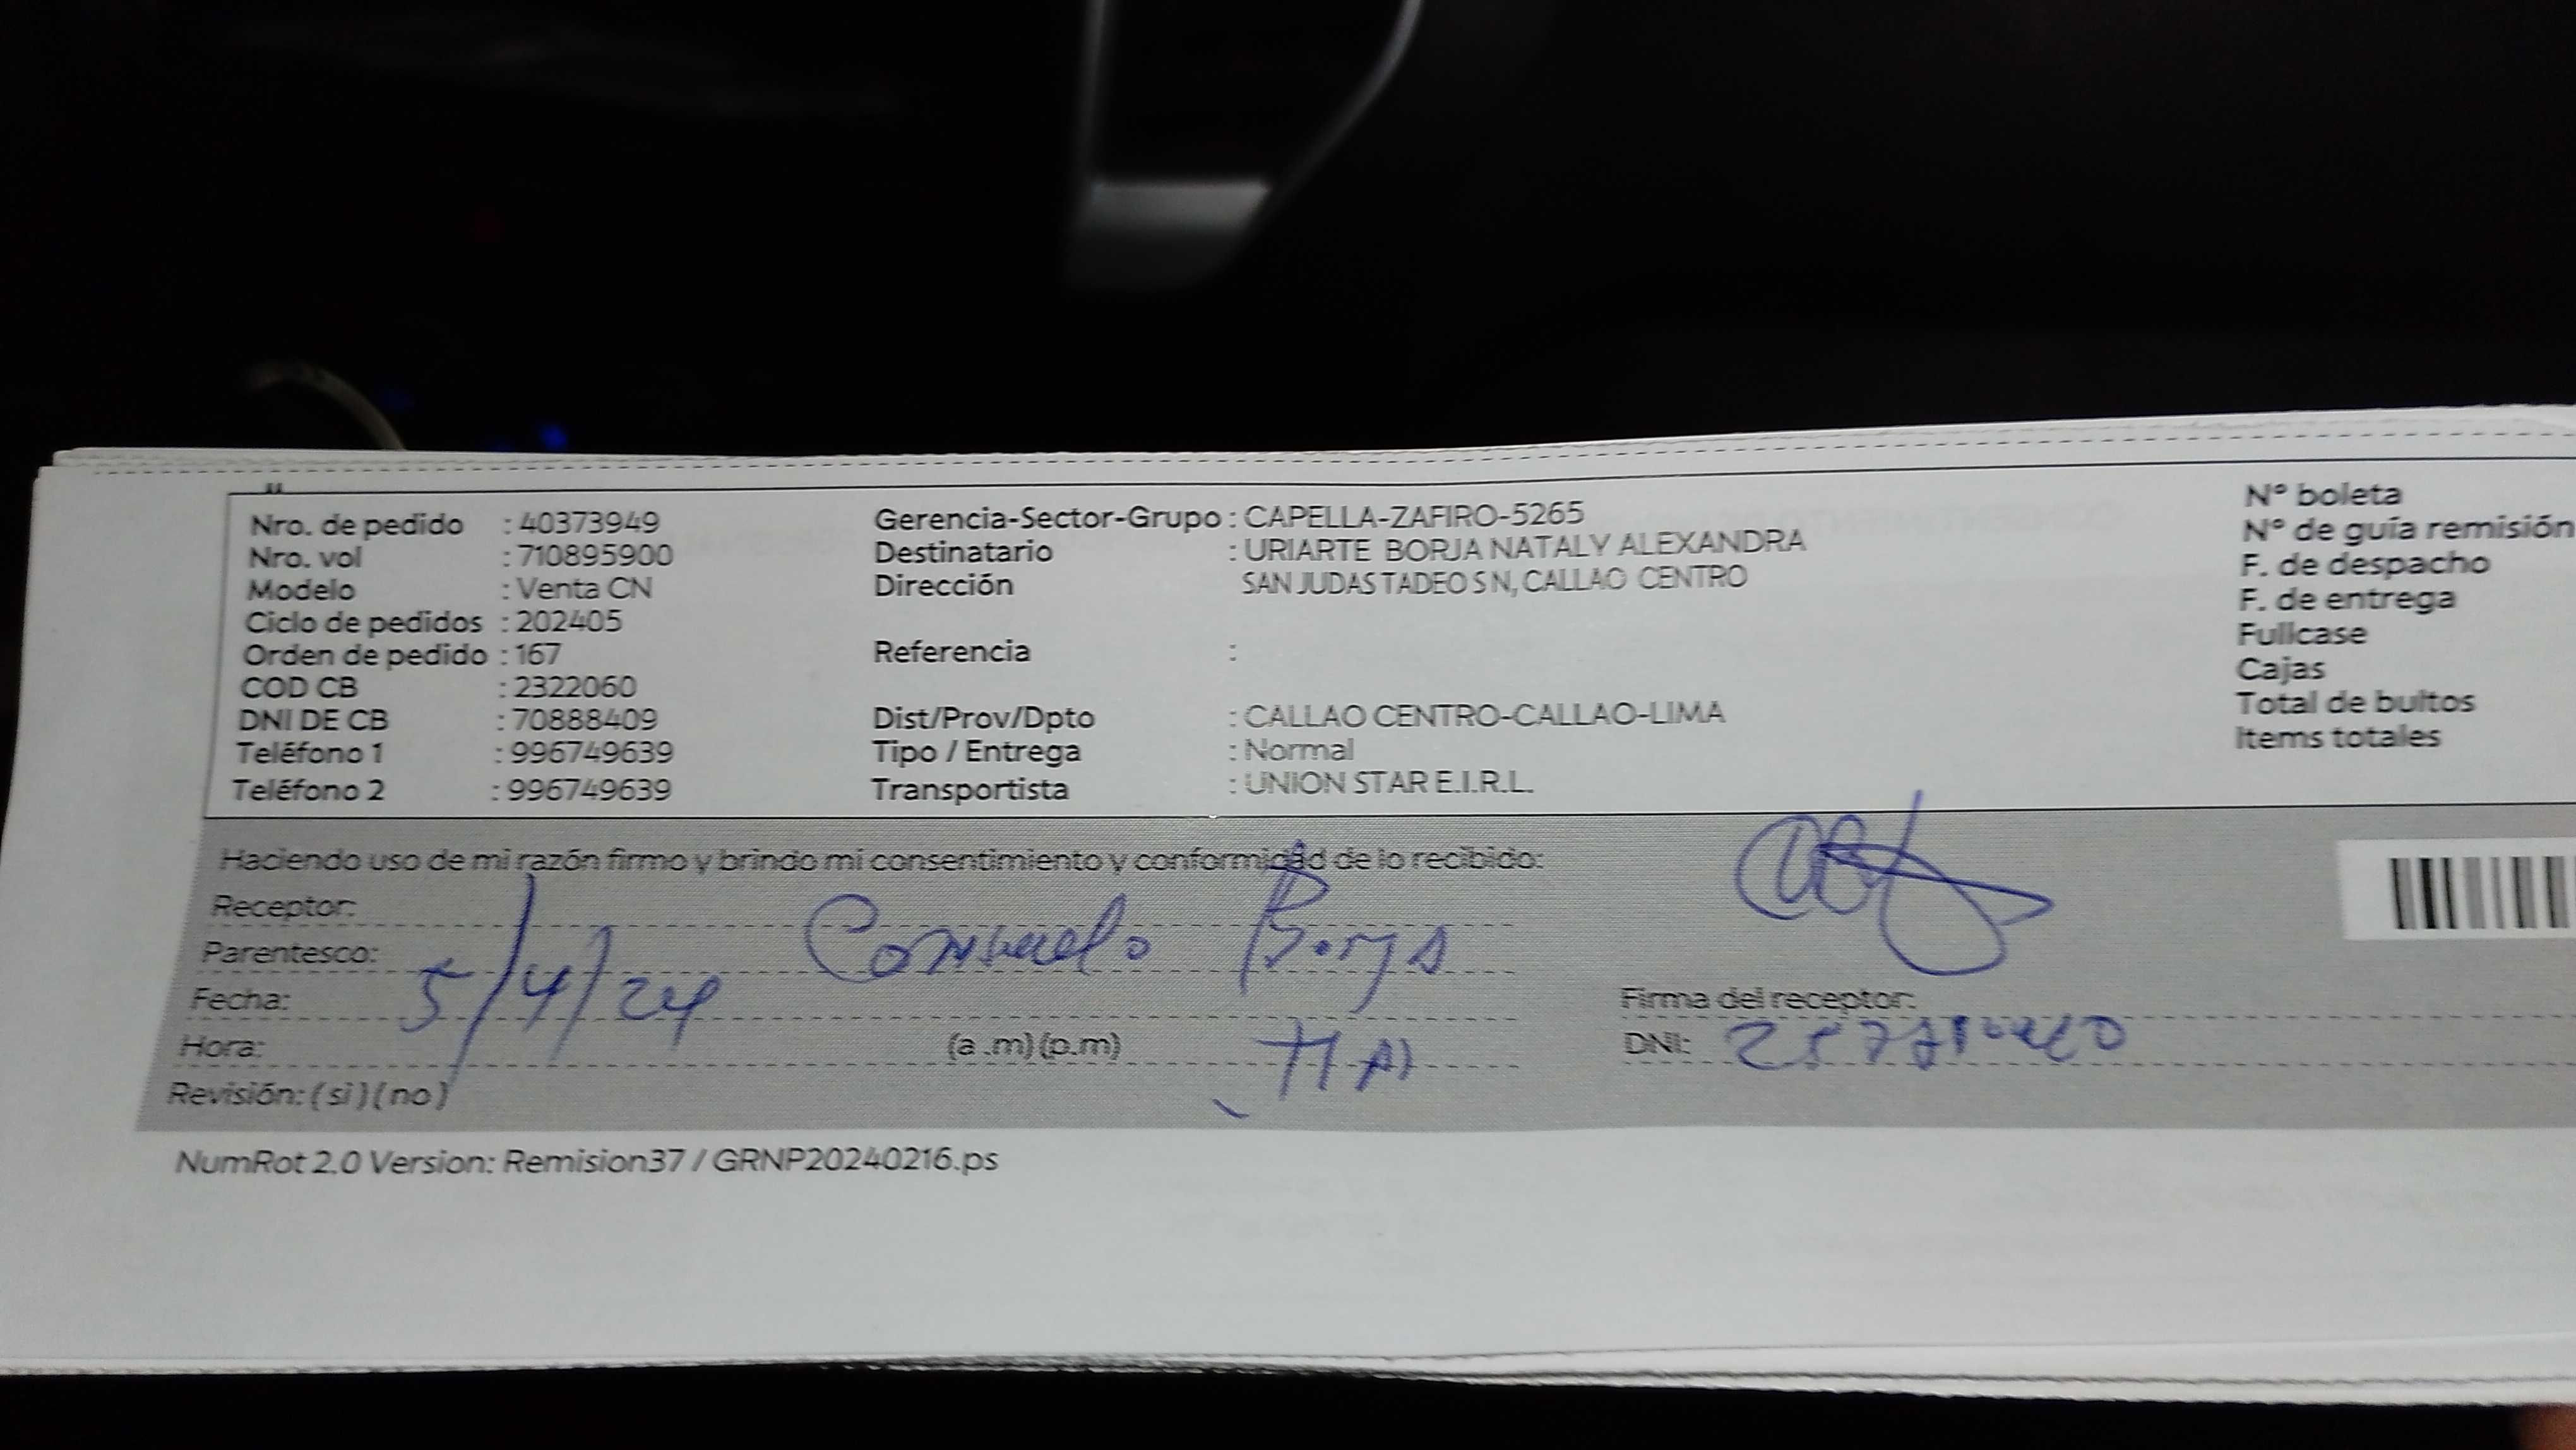 Nro. de pedido : 40373949
Nro. vol : 710895900
Modelo : Venta CN
Ciclo de pedidos : 202405
Orden de pedido : 167
COD CB : 2322060
DNI DE CB : 70888409
Teléfono 1 : 996749639
Teléfono 2 : 996749639
Gerencia-Sector-Grupo : CAPELLA-ZAFIRO-5265
Destinatario : URIARTE BORJA NATALY ALEXANDRA
Dirección SAN JUDAS TADEO S N, CALLAO CENTRO
Referencia :
Dist/Prov/Dpto : CALLAO CENTRO-CALLAO-LIMA
Tipo / Entrega : Normal
Transportista : UNION STAR E.I.R.L.
N° boleta
N° de guía remisión
F. de despacho
F. de entrega
Fullcase
Cajas
Total de bultos
Items totales
Haciendo uso de mi razón firmo y brindo mi consentimiento y conformidad de lo recibido:
Receptor:
Parentesco: Consuelo Borja
Fecha: 5/4/24
Hora: (a.m)(p.m)
Revisión: (si)(no)
Firma del receptor:
DNI:
NumRot 2.0 Version: Remision37 / GRNP20240216.ps